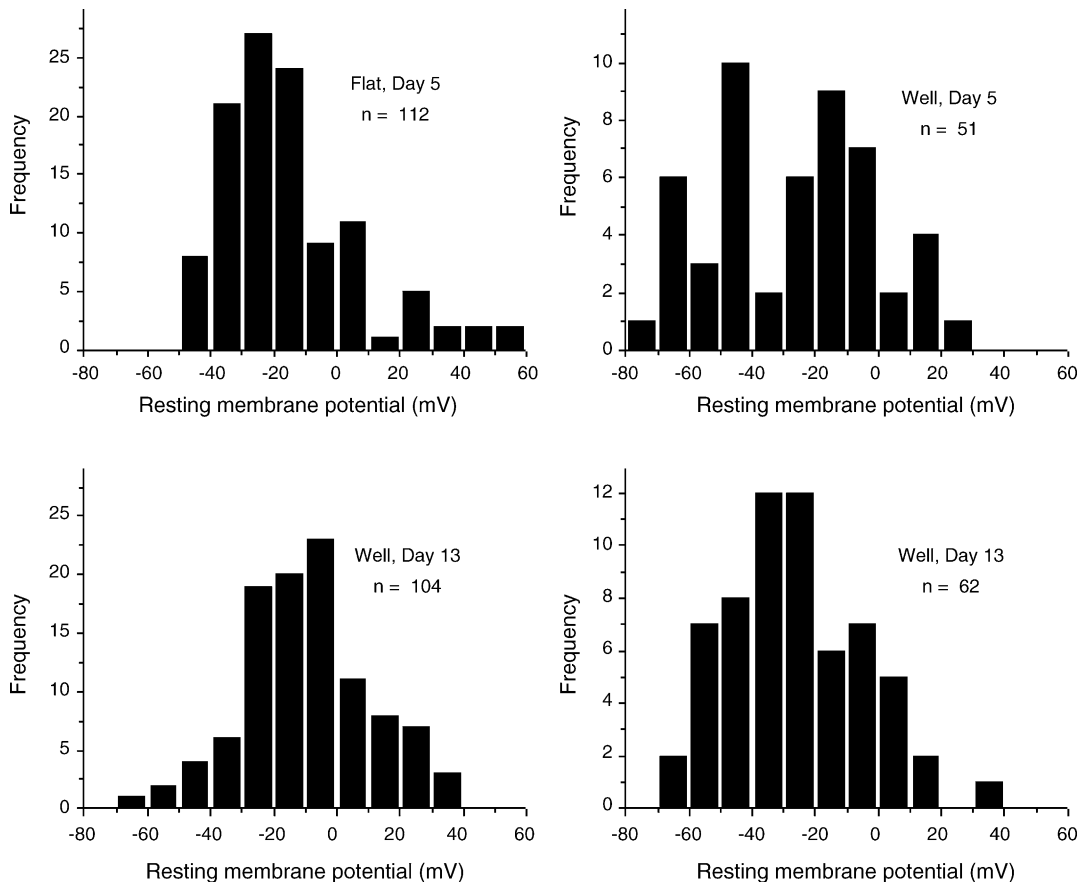 25
20
15
10
5
0
Frequency
Flat, Day 5
n = 112
-80 -60 -40 -20 0 20 40 60
Resting membrane potential (mV)
10
8
6
4
2
0
Frequency
Well, Day 5
n = 51
-80 -60 -40 -20 0 20 40 60
Resting membrane potential (mV)
25
20
15
10
5
0
Frequency
Well, Day 13
n = 104
-80 -60 -40 -20 0 20 40 60
Resting membrane potential (mV)
12
10
8
6
4
2
0
Frequency
Well, Day 13
n = 62
-80 -60 -40 -20 0 20 40 60
Resting membrane potential (mV)